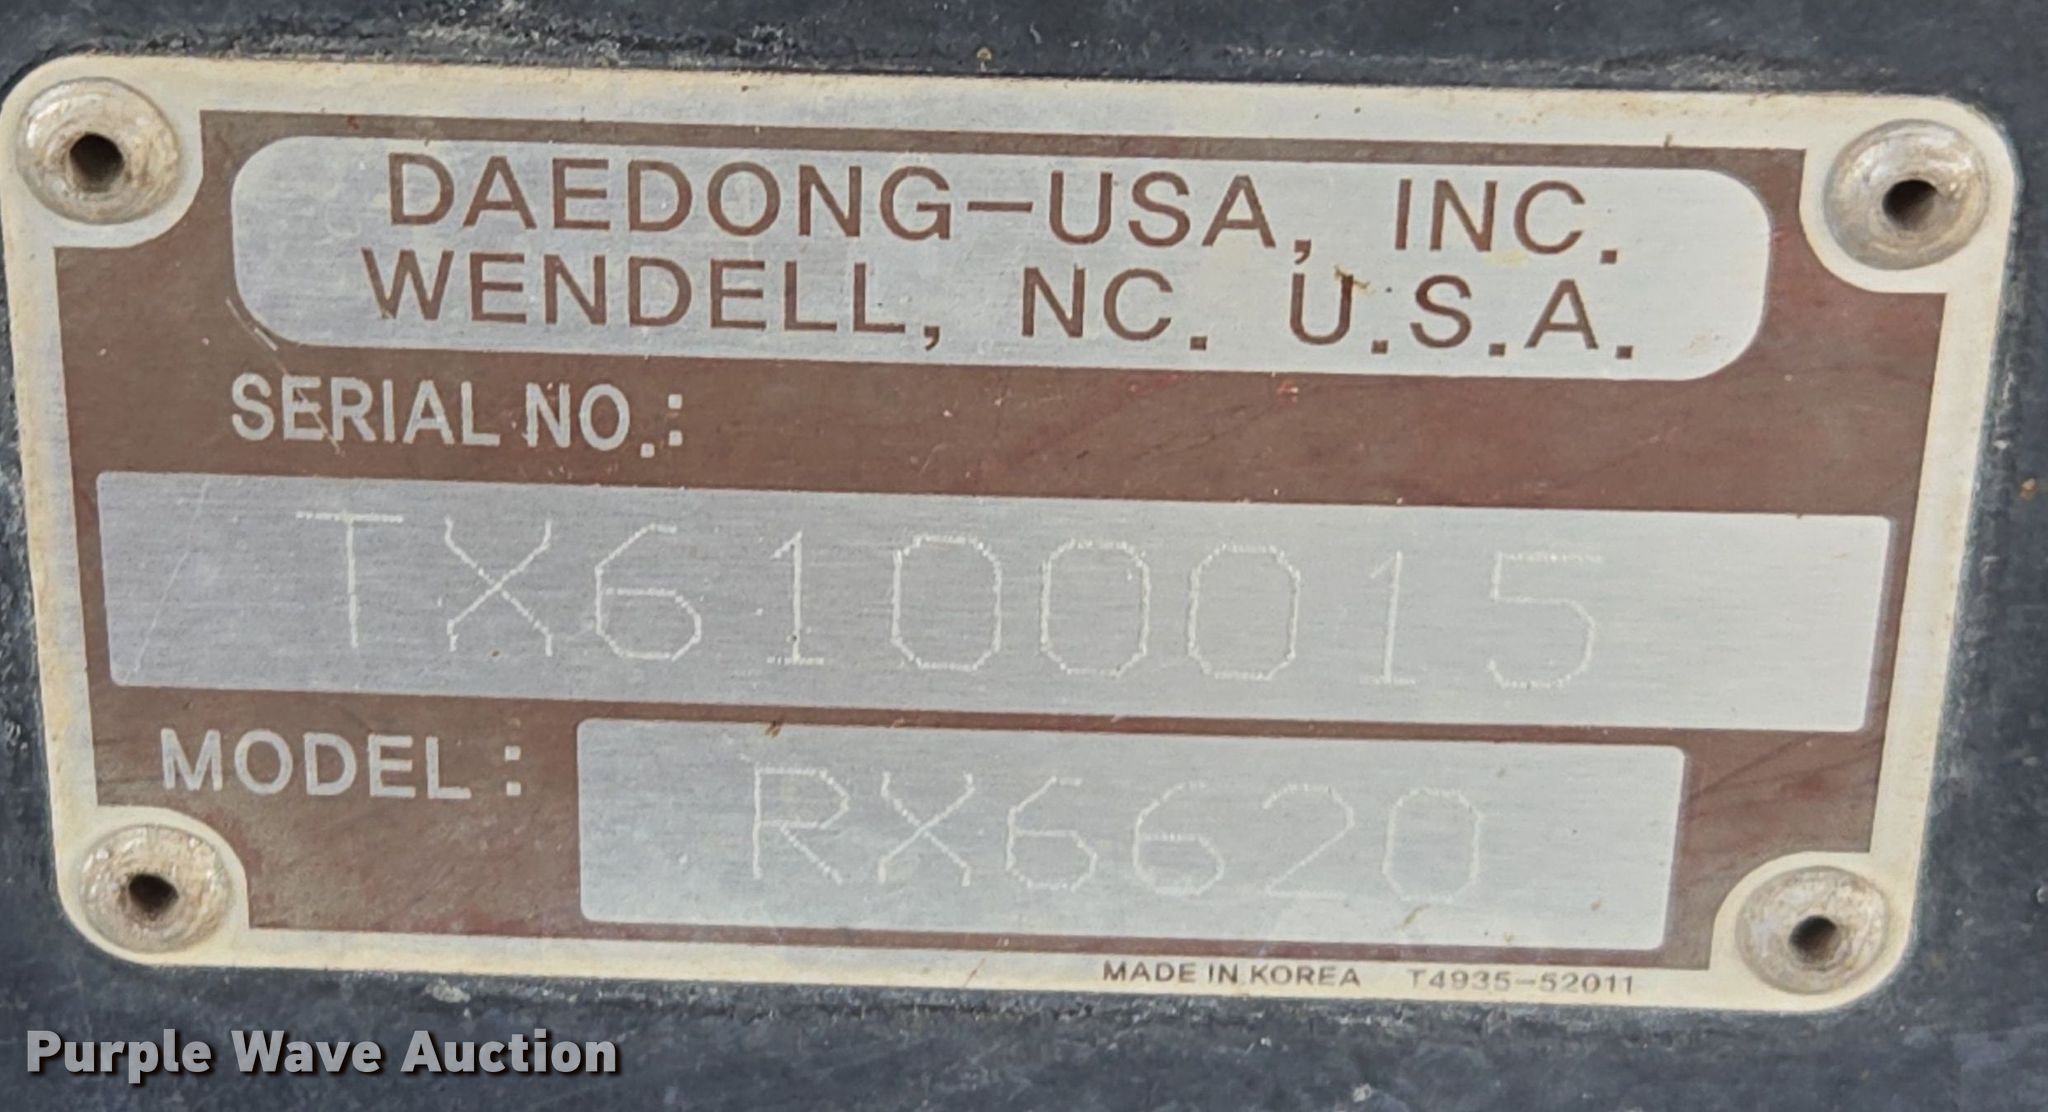 DAEDONG-USA, INC.
WENDELL, NC. U.S.A.
SERIAL NO.:
TX6100015
MODEL: RX6620
MADE IN KOREA T4935-52011
Purple Wave Auction